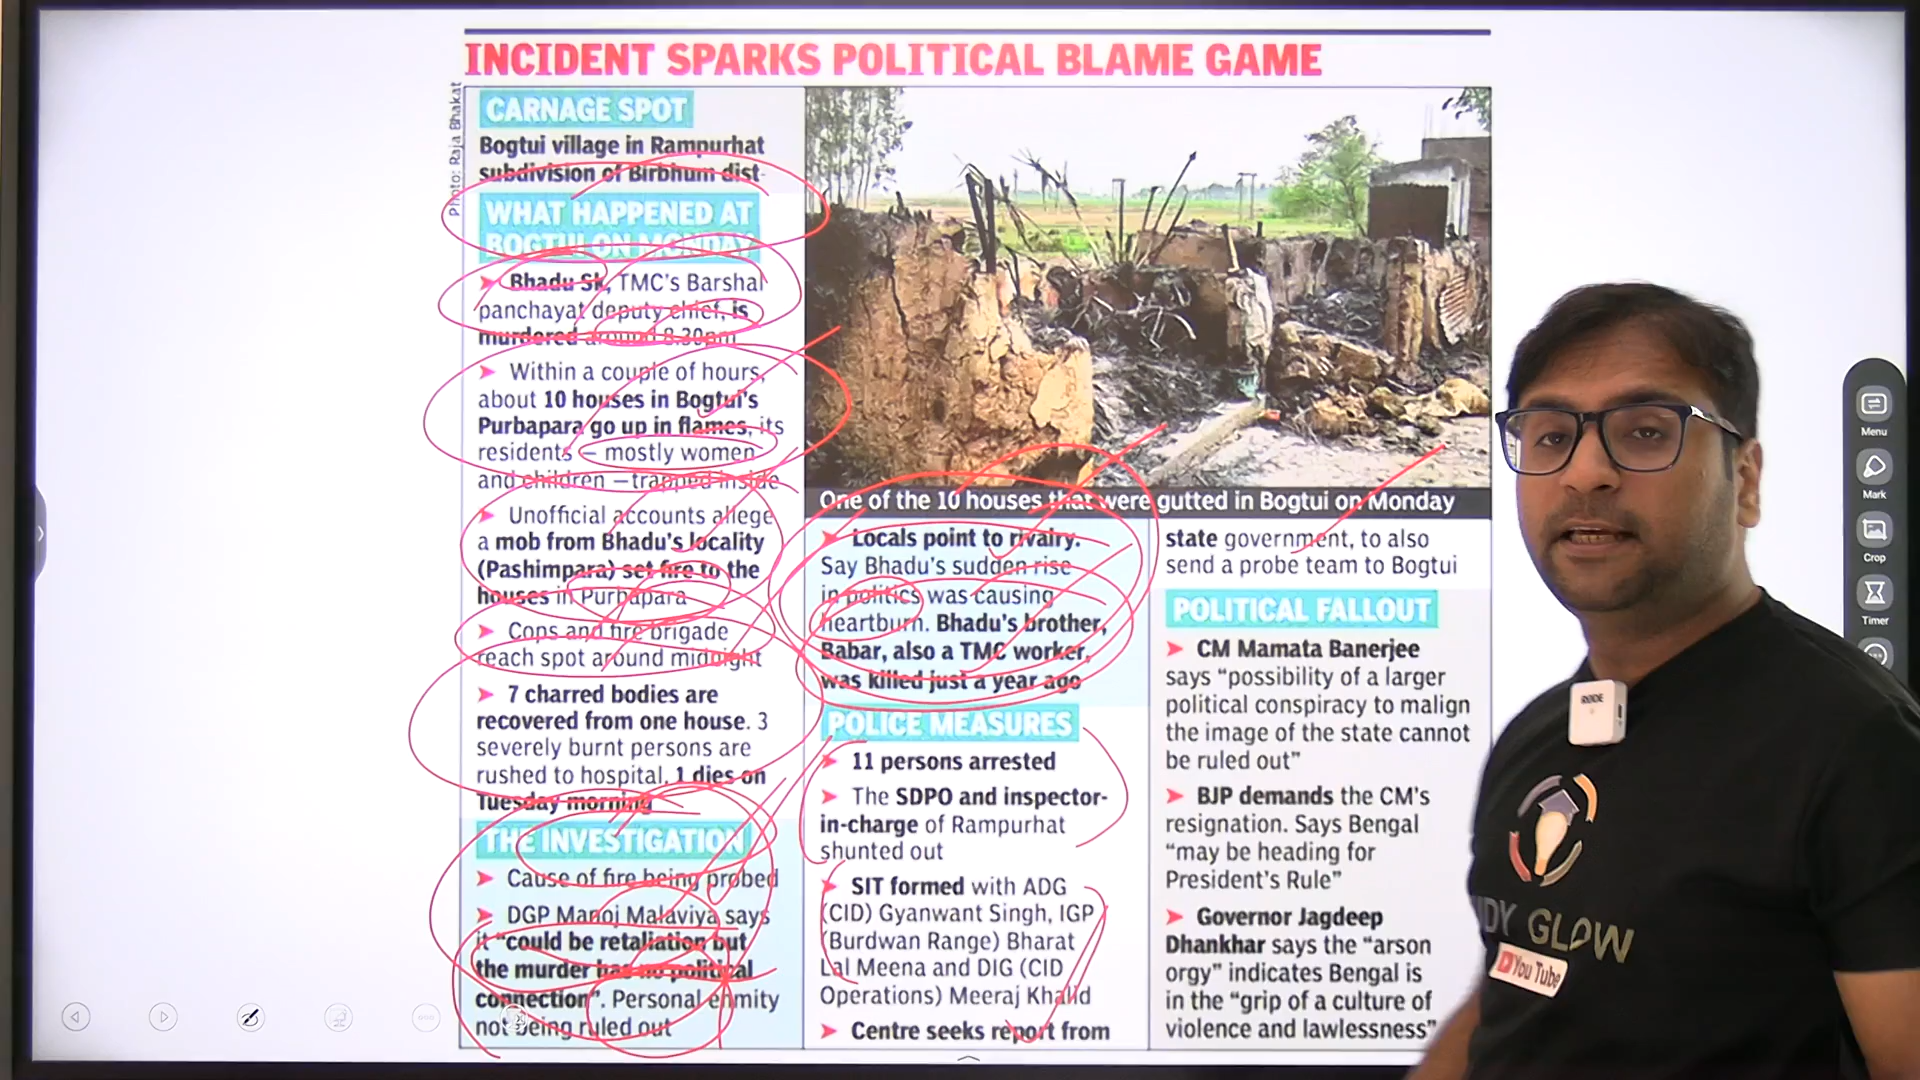 INCIDENT SPARKS POLITICAL BLAME GAME
Photo: Raja Bhakat
CARNAGE SPOT
Bogtui village in Rampurhat
subdivision of Birbhum dist
WHAT HAPPENED AT
BOGTUI ON MONDAY
➤ Bhadu Sk, TMC's Barshal
panchayat deputy chief, is
murdered around 8.30pm
➤ Within a couple of hours,
about 10 houses in Bogtui's
Purbapara go up in flames, its
residents – mostly women
and children – trapped inside
➤ Unofficial accounts allege
a mob from Bhadu's locality
(Pashimpara) set fire to the
houses in Purbapara
➤ Cops and fire brigade
reach spot around midnight
➤ 7 charred bodies are
recovered from one house. 3
severely burnt persons are
rushed to hospital. 1 dies on
Tuesday morning
THE INVESTIGATION
➤ Cause of fire being probed
➤ DGP Manoj Malaviya says
it "could be retaliation but
the murder has no political
connection". Personal enmity
not being ruled out
One of the 10 houses that were gutted in Bogtui on Monday
➤ Locals point to rivalry.
Say Bhadu's sudden rise
in politics was causing
heartburn. Bhadu's brother,
Babar, also a TMC worker,
was killed just a year ago
POLICE MEASURES
➤ 11 persons arrested
➤ The SDPO and inspector-
in-charge of Rampurhat
shunted out
➤ SIT formed with ADG
(CID) Gyanwant Singh, IGP
(Burdwan Range) Bharat
Lal Meena and DIG (CID
Operations) Meeraj Khalid
➤ Centre seeks report from
state government, to also
send a probe team to Bogtui
POLITICAL FALLOUT
➤ CM Mamata Banerjee
says "possibility of a larger
political conspiracy to malign
the image of the state cannot
be ruled out"
➤ BJP demands the CM's
resignation. Says Bengal
"may be heading for
President's Rule"
➤ Governor Jagdeep
Dhankhar says the "arson
orgy" indicates Bengal is
in the "grip of a culture of
violence and lawlessness"
Menu
Mark
Crop
Timer
RØDE
UDY GLOW
YouTube